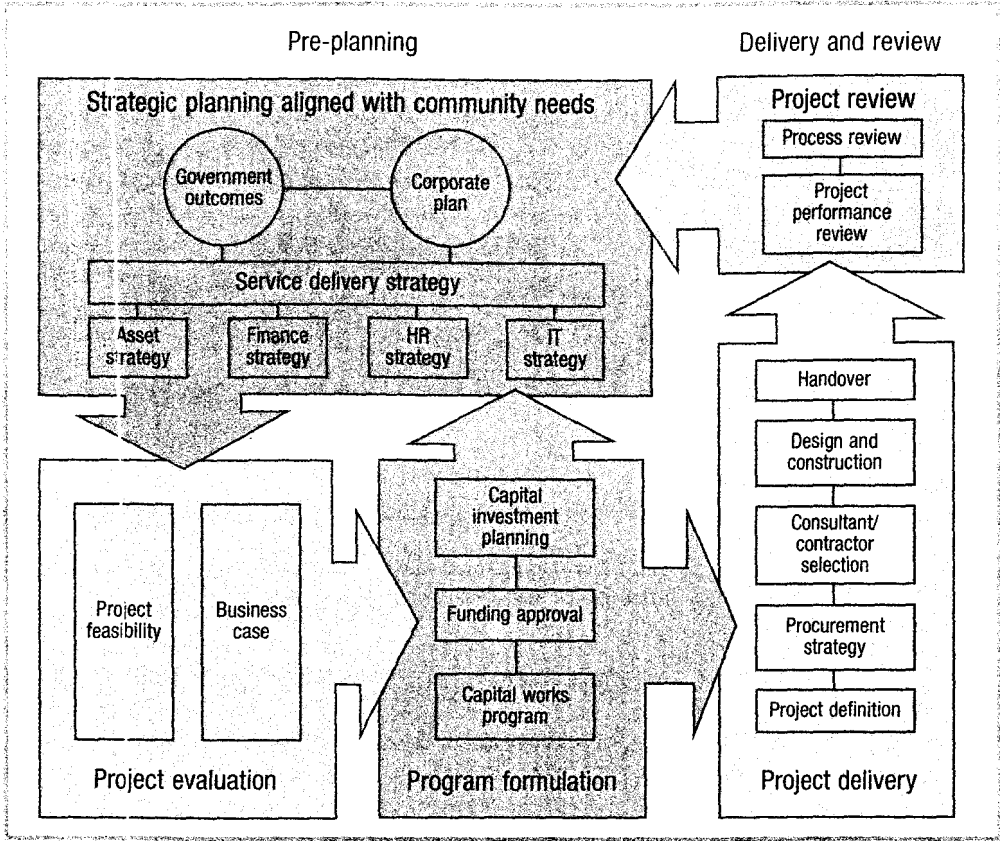 Pre-planning
Delivery and review
Strategic planning aligned with community needs
Government
outcomes
Corporate
plan
Service delivery strategy
Asset
strategy
Finance
strategy
HR
strategy
IT
strategy
Project review
Process review
Project
performance
review
Project
feasibility
Business
case
Project evaluation
Capital
investment
planning
Funding approval
Capital works
program
Program formulation
Handover
Design and
construction
Consultant/
contractor
selection
Procurement
strategy
Project definition
Project delivery